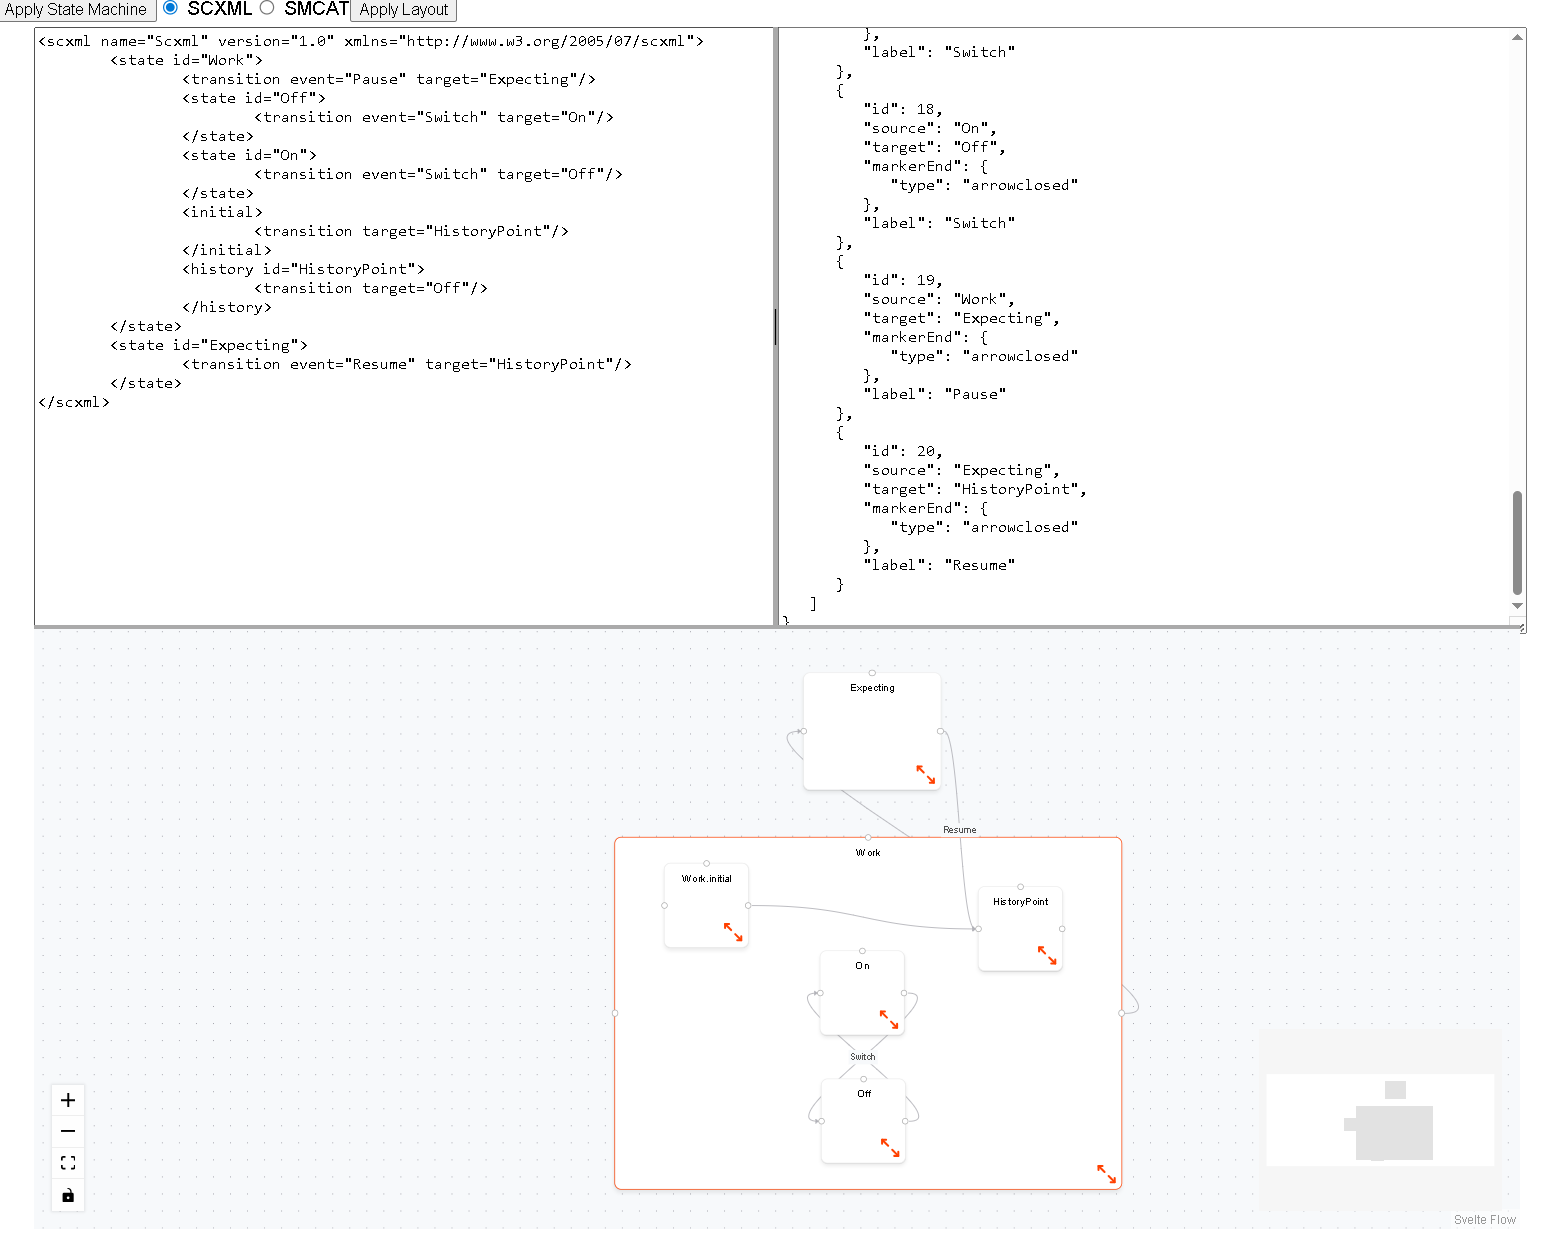 Apply State Machine SCXML SMCAT Apply Layout
<scxml name="Scxml" version="1.0" xmlns="http://www.w3.org/2005/07/scxml">
<state id="Work">
<transition event="Pause" target="Expecting"/>
<state id="Off">
<transition event="Switch" target="On"/>
</state>
<state id="On">
<transition event="Switch" target="Off"/>
</state>
<initial>
<transition target="HistoryPoint"/>
</initial>
<history id="HistoryPoint">
<transition target="Off"/>
</history>
</state>
<state id="Expecting">
<transition event="Resume" target="HistoryPoint"/>
</state>
</scxml>
},
"label": "Switch"
},
{
"id": 18,
"source": "On",
"target": "Off",
"markerEnd": {
"type": "arrowclosed"
},
"label": "Switch"
},
{
"id": 19,
"source": "Work",
"target": "Expecting",
"markerEnd": {
"type": "arrowclosed"
},
"label": "Pause"
},
{
"id": 20,
"source": "Expecting",
"target": "HistoryPoint",
"markerEnd": {
"type": "arrowclosed"
},
"label": "Resume"
}
]
}
Expecting
Resume
Work
Work.initial
HistoryPoint
On
Switch
Off
Svelte Flow